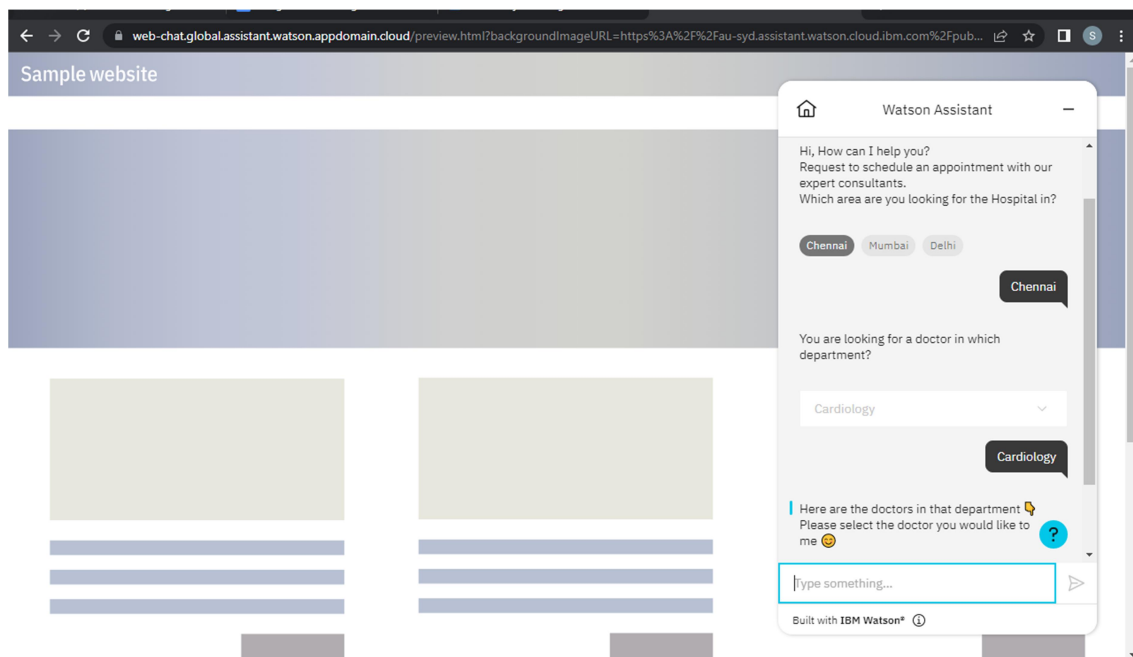 web-chat.global.assistant.watson.appdomain.cloud/preview.html?backgroundImageURL=https%3A%2F%2Fau-syd.assistant.watson.cloud.ibm.com%2Fpub...
S
Sample website
Watson Assistant
Hi, How can I help you?
Request to schedule an appointment with our
expert consultants.
Which area are you looking for the Hospital in?
Chennai Mumbai Delhi
Chennai
You are looking for a doctor in which
department?
Cardiology
Cardiology
Here are the doctors in that department 👇
Please select the doctor you would like to
me 😊
?
Type something...
Built with IBM Watson®